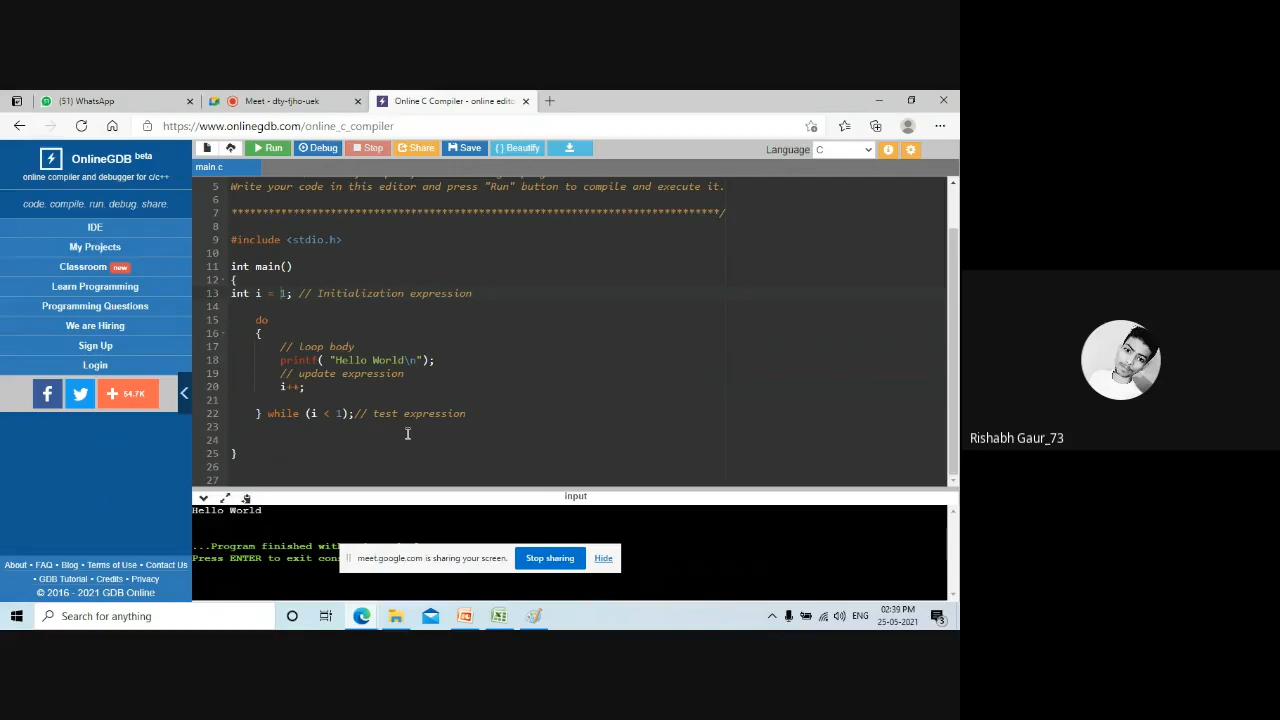 (51) WhatsApp
Meet - dty-fjho-uek
Online C Compiler - online edito
https://www.onlinegdb.com/online_c_compiler
OnlineGDB beta
online compiler and debugger for c/c++
code. compile. run. debug. share.
IDE
My Projects
Classroom new
Learn Programming
Programming Questions
We are Hiring
Sign Up
Login
54.7K
About • FAQ • Blog • Terms of Use • Contact Us
• GDB Tutorial • Credits • Privacy
© 2016 - 2021 GDB Online
Run Debug Stop Share Save { } Beautify
Language C
main.c
5 Write your code in this editor and press "Run" button to compile and execute it.
6
7 *******************************************************************************/
8
9 #include <stdio.h>
10
11 int main()
12 {
13 int i = 1; // Initialization expression
14
15 do
16 {
17 // loop body
18 printf( "Hello World\n");
19 // update expression
20 i++;
21
22 } while (i < 1);// test expression
23
24
25 }
26
27
input
Hello World
...Program finished with
Press ENTER to exit con
meet.google.com is sharing your screen.
Stop sharing
Hide
Search for anything
ENG
02:39 PM
25-05-2021
3
Rishabh Gaur_73